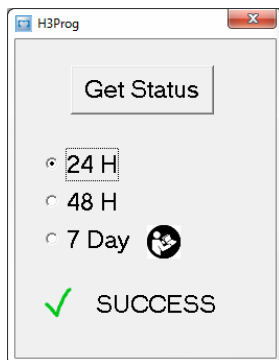 H3Prog
Get Status
24 H
48 H
7 Day
SUCCESS